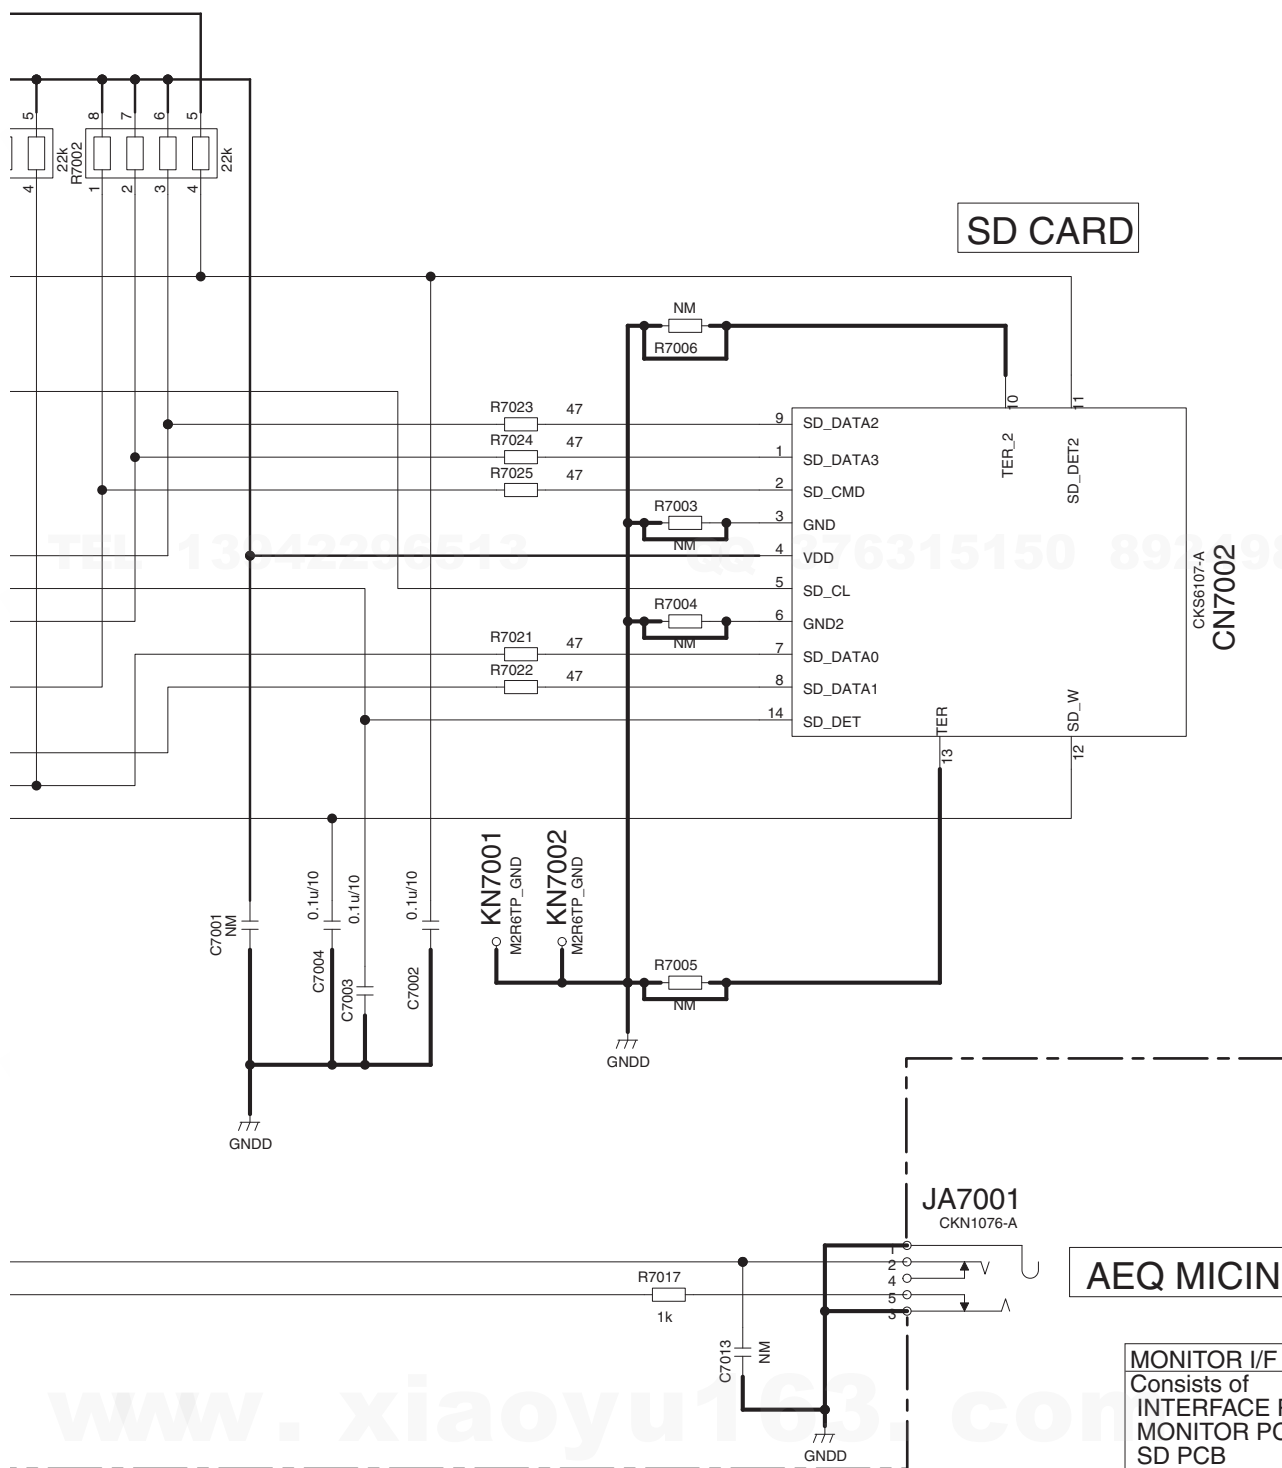 5
8
7
6
5
22k
R7002
22k
4
1
2
3
4
SD CARD
NM
R7006
10
11
R7023 47
9 SD_DATA2
TER_2
SD_DET2
R7024 47
1 SD_DATA3
R7025 47
2 SD_CMD
R7003
NM
3 GND
TEL 13942296513 QQ 376315150 892498
4 VDD
5 SD_CL
CKS6107-A
CN7002
R7004
NM
6 GND2
R7021 47
7 SD_DATA0
R7022 47
8 SD_DATA1
14 SD_DET
TER
13
SD_W
12
C7001
NM
0.1u/10
C7004
0.1u/10
C7003
0.1u/10
C7002
KN7001
M2R6TP_GND
KN7002
M2R6TP_GND
R7005
NM
GNDD
GNDD
JA7001
CKN1076-A
1
2
4
5
3
AEQ MICIN
R7017
1k
C7013
NM
GNDD
MONITOR I/F
Consists of
INTERFACE
MONITOR
SD PCB
www. xiaoyu163. com